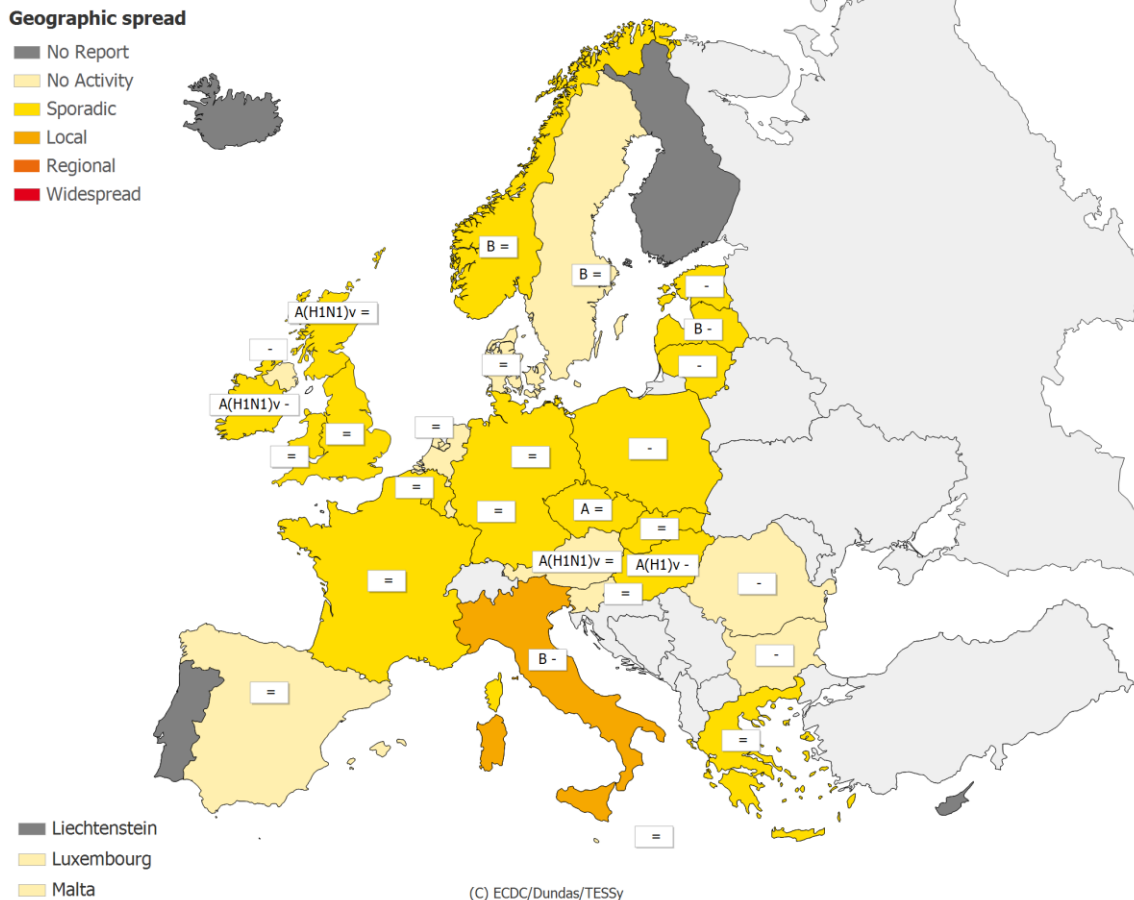 Geographic spread
No Report
No Activity
Sporadic
Local
Regional
Widespread
B =
B =
-
A(H1N1)v =
B -
-
-
=
A(H1N1)v -
=
=
=
-
=
=
=
A =
=
A(H1N1)v =
A(H1)v -
=
-
=
B -
-
=
=
=
Liechtenstein
Luxembourg
Malta
(C) ECDC/Dundas/TESSy